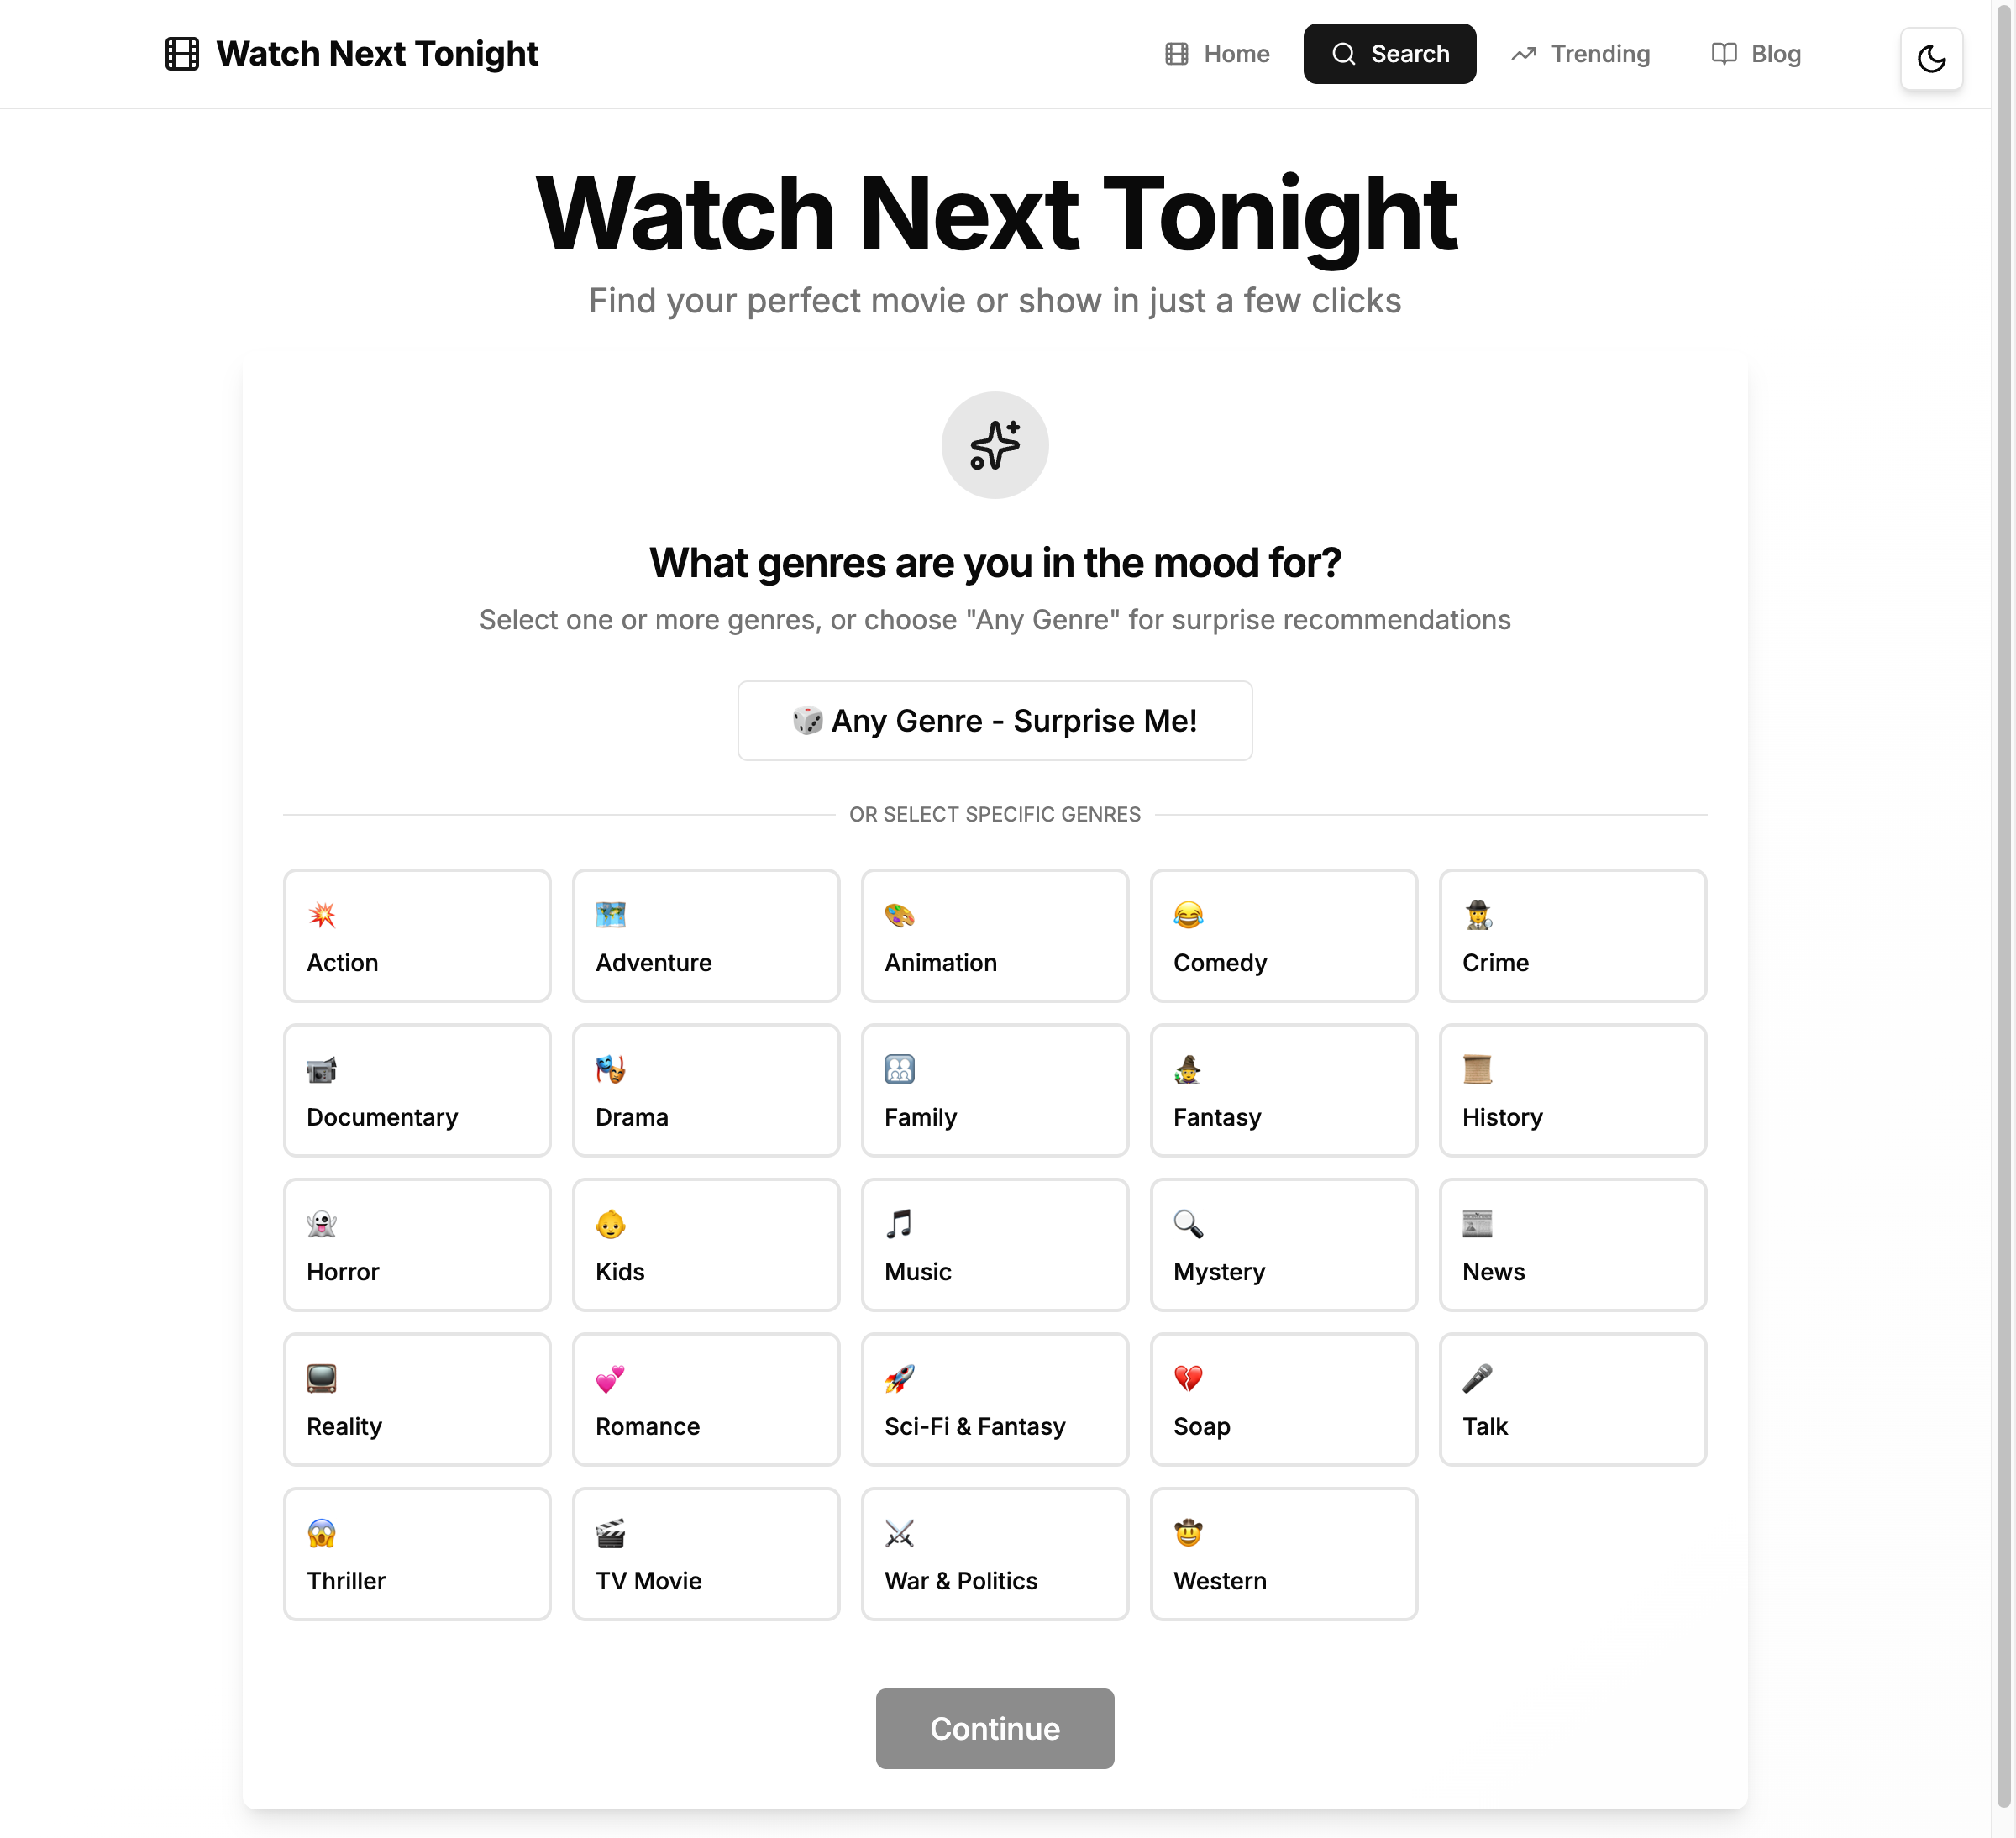 Watch Next Tonight
Home
Search
Trending
Blog
Watch Next Tonight
Find your perfect movie or show in just a few clicks
What genres are you in the mood for?
Select one or more genres, or choose "Any Genre" for surprise recommendations
🎲 Any Genre - Surprise Me!
OR SELECT SPECIFIC GENRES
Action
Adventure
Animation
Comedy
Crime
Documentary
Drama
Family
Fantasy
History
Horror
Kids
Music
Mystery
News
Reality
Romance
Sci-Fi & Fantasy
Soap
Talk
Thriller
TV Movie
War & Politics
Western
Continue